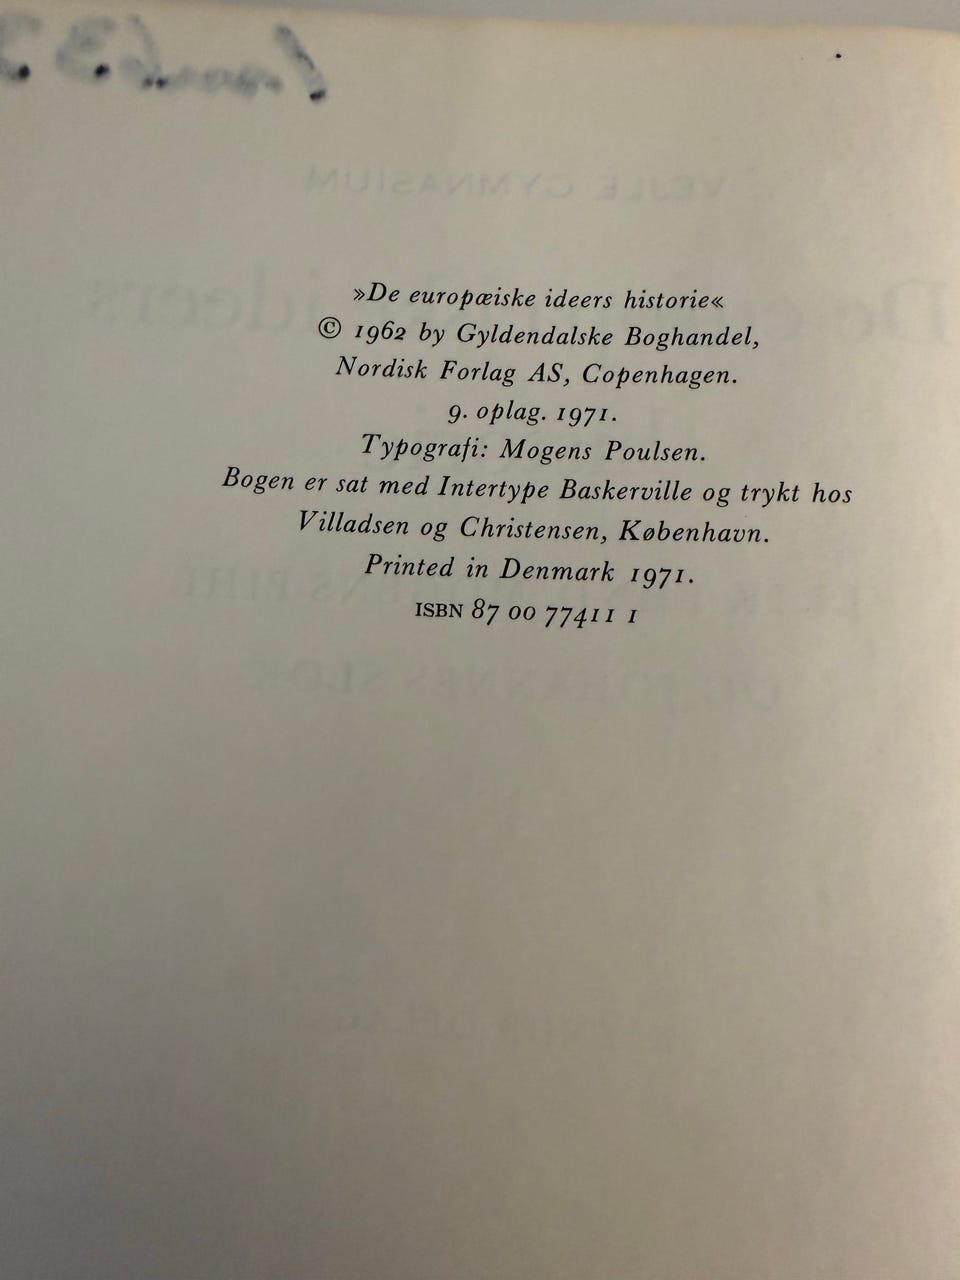 »De europæiske ideers historie«
© 1962 by Gyldendalske Boghandel,
Nordisk Forlag AS, Copenhagen.
9. oplag. 1971.
Typografi: Mogens Poulsen.
Bogen er sat med Intertype Baskerville og trykt hos
Villadsen og Christensen, København.
Printed in Denmark 1971.
ISBN 87 00 77411 1